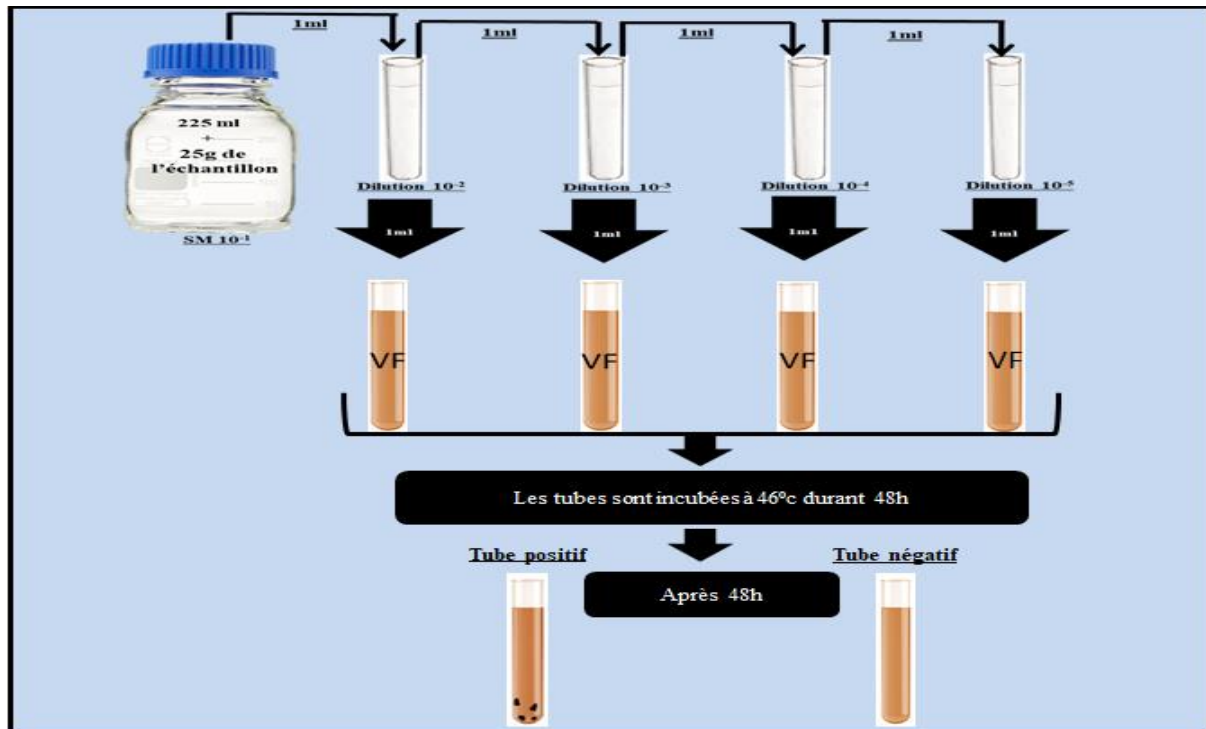 1ml
1ml
1ml
1ml
225 ml
+
25g de
l'échantillon
SM 10⁻¹
Dilution 10⁻²
Dilution 10⁻³
Dilution 10⁻⁴
Dilution 10⁻⁵
1ml
1ml
1ml
1ml
VF
VF
VF
VF
Les tubes sont incubées à 46°c durant 48h
Tube positif
Tube négatif
Après 48h